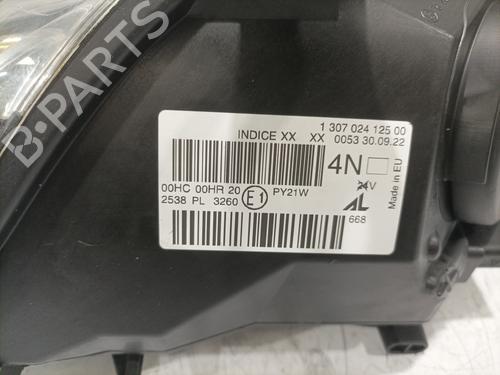 B-PARTS
1 307 024 125 00
INDICE XX XX 0053 30.09.22
4N
24V
Made in EU
00HC 00HR 20 E1 PY21W
2538 PL 3260
AL
668